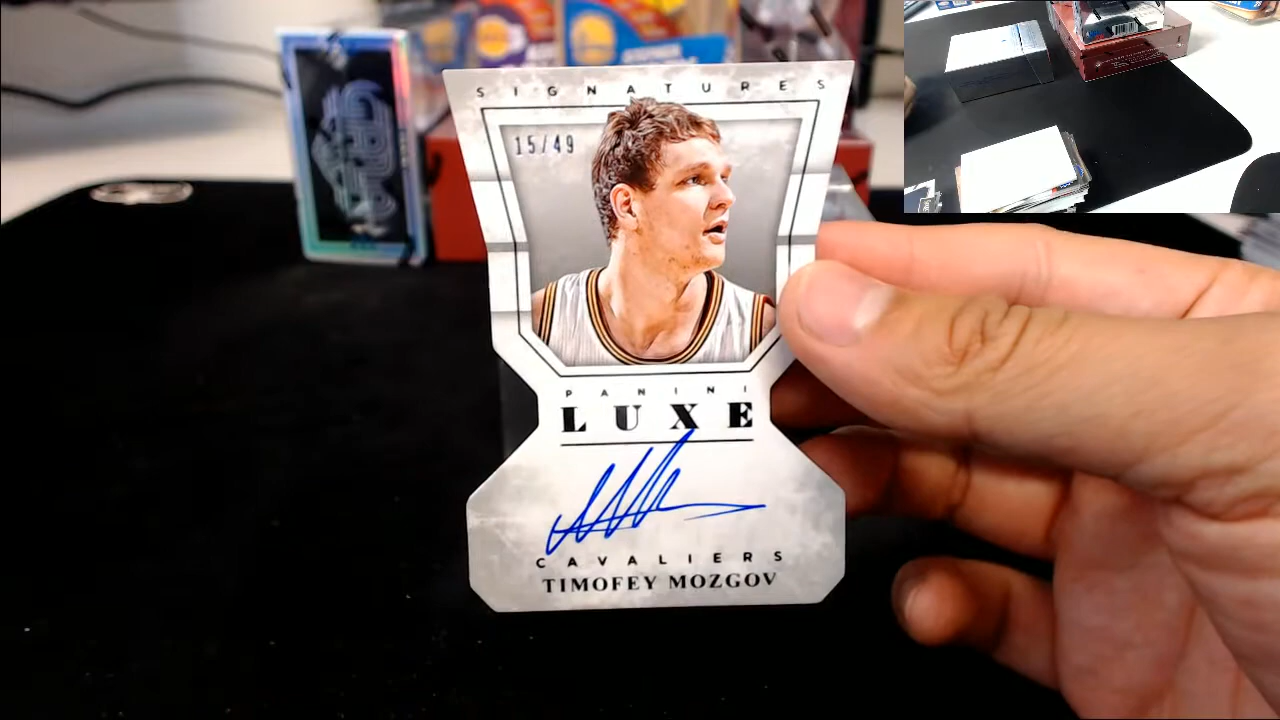 SIGNATURES
15/49
PANINI
LUXE
CAVALIERS
TIMOFEY MOZGOV